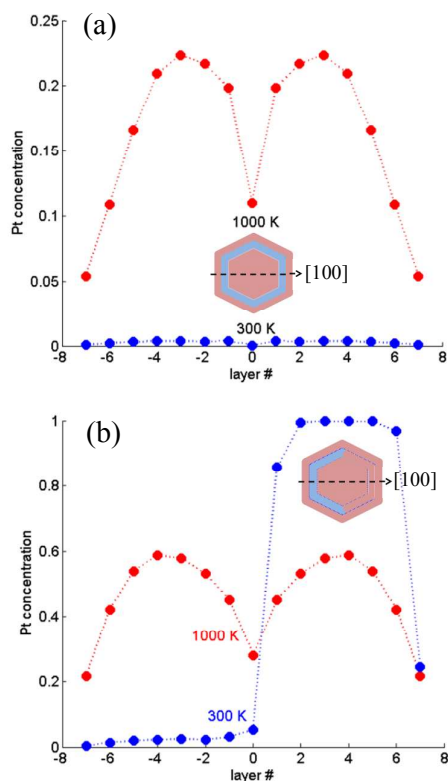 (a)
0.25
0.2
0.15
0.1
0.05
0
Pt concentration
1000 K
[100]
300 K
-8 -6 -4 -2 0 2 4 6 8
layer #
(b)
1
0.8
0.6
0.4
0.2
0
Pt concentration
[100]
1000 K
300 K
-8 -6 -4 -2 0 2 4 6 8
layer #